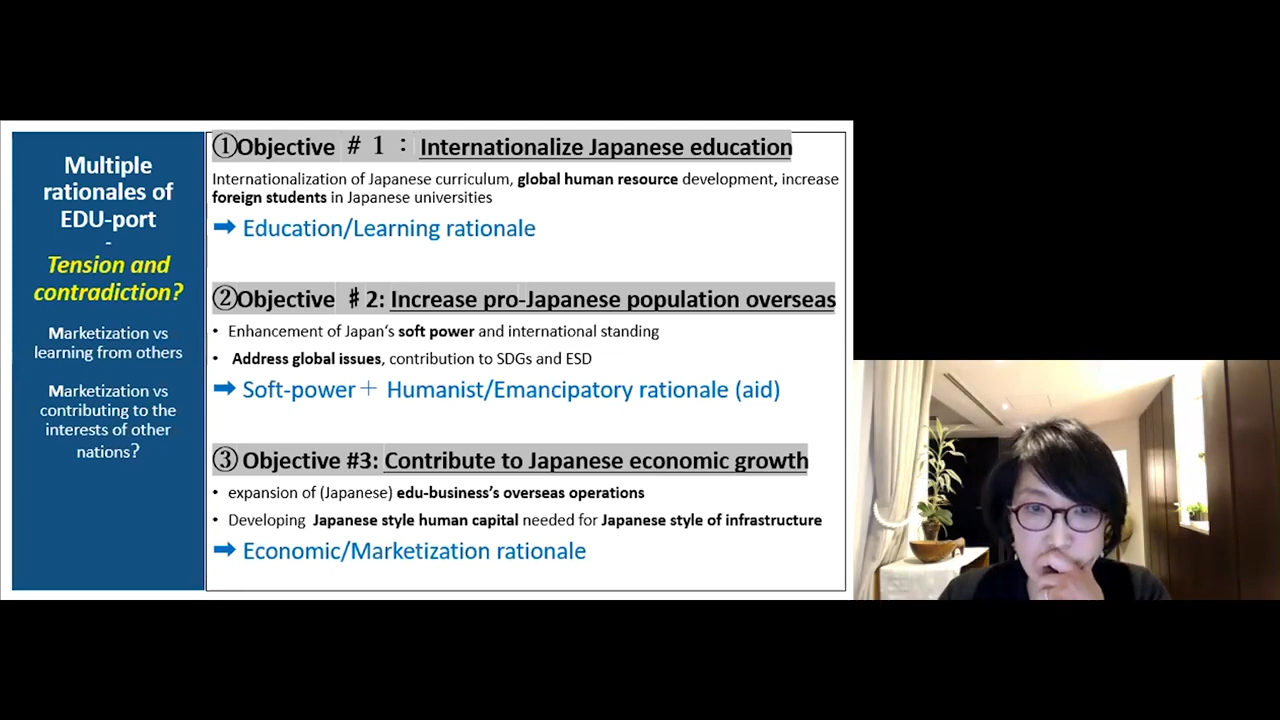 Multiple
rationales of
EDU-port
-
Tension and
contradiction?
Marketization vs
learning from others
Marketization vs
contributing to the
interests of other
nations?
①Objective ＃１： Internationalize Japanese education
Internationalization of Japanese curriculum, global human resource development, increase
foreign students in Japanese universities
➡ Education/Learning rationale
②Objective ＃2: Increase pro-Japanese population overseas
• Enhancement of Japan's soft power and international standing
• Address global issues, contribution to SDGs and ESD
➡ Soft-power＋ Humanist/Emancipatory rationale (aid)
③ Objective #3: Contribute to Japanese economic growth
• expansion of (Japanese) edu-business's overseas operations
• Developing Japanese style human capital needed for Japanese style of infrastructure
➡ Economic/Marketization rationale